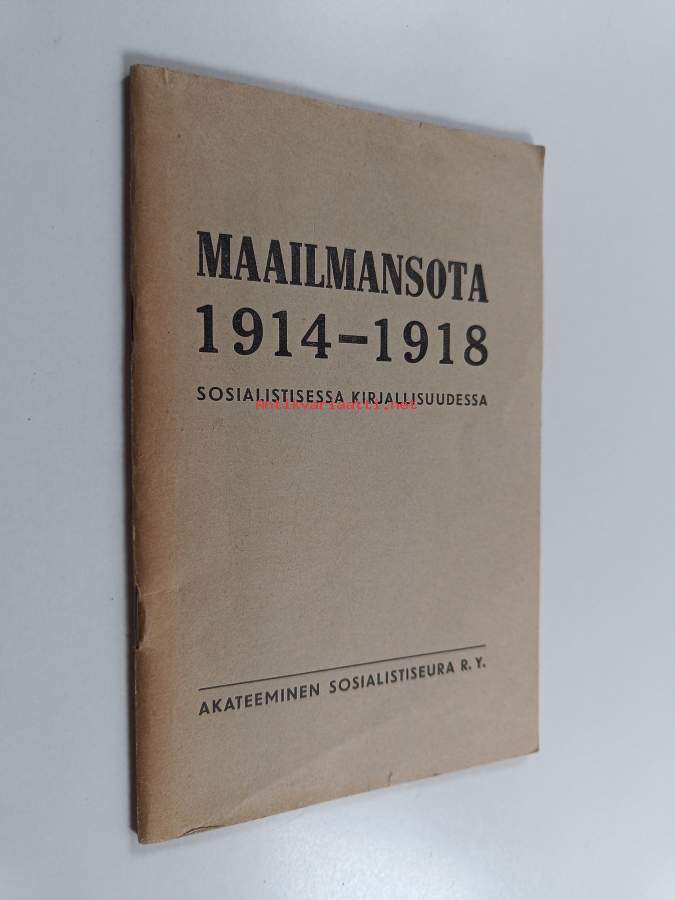 MAAILMANSOTA
1914–1918
SOSIALISTISESSA KIRJALLISUUDESSA
Antikvariaatti.net
AKATEEMINEN SOSIALISTISEURA R. Y.